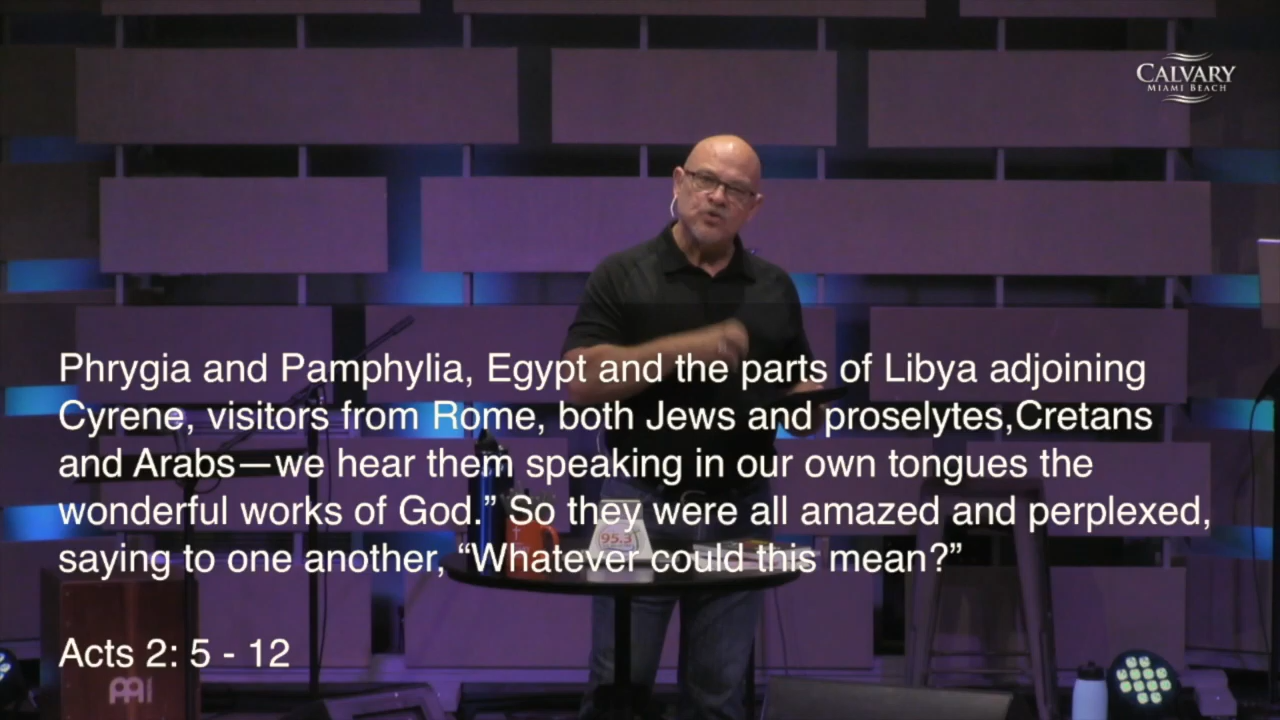 CALVARY
MIAMI BEACH
Phrygia and Pamphylia, Egypt and the parts of Libya adjoining
Cyrene, visitors from Rome, both Jews and proselytes,Cretans
and Arabs—we hear them speaking in our own tongues the
wonderful works of God.” So they were all amazed and perplexed,
saying to one another, “Whatever could this mean?”
95.3
Acts 2: 5 - 12